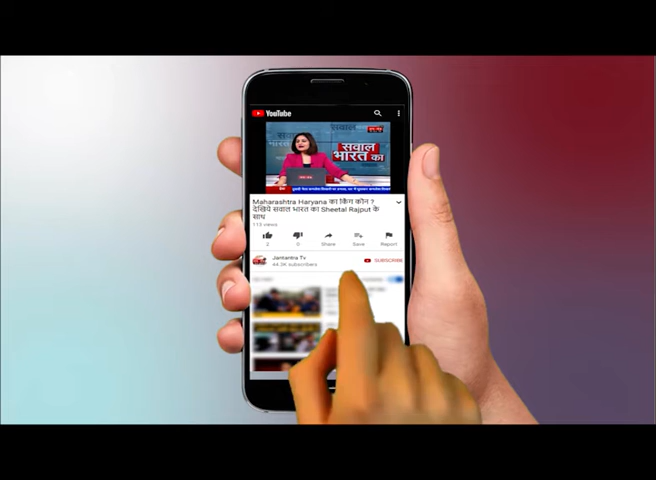 YouTube
सवाल
भारत का
Maharashtra Haryana का किंग कौन ?
देखिये सवाल भारत का Sheetal Rajput के
साथ
113 views
2
0
Share
Save
Report
Jantantra Tv
44.3K subscribers
SUBSCRIBE